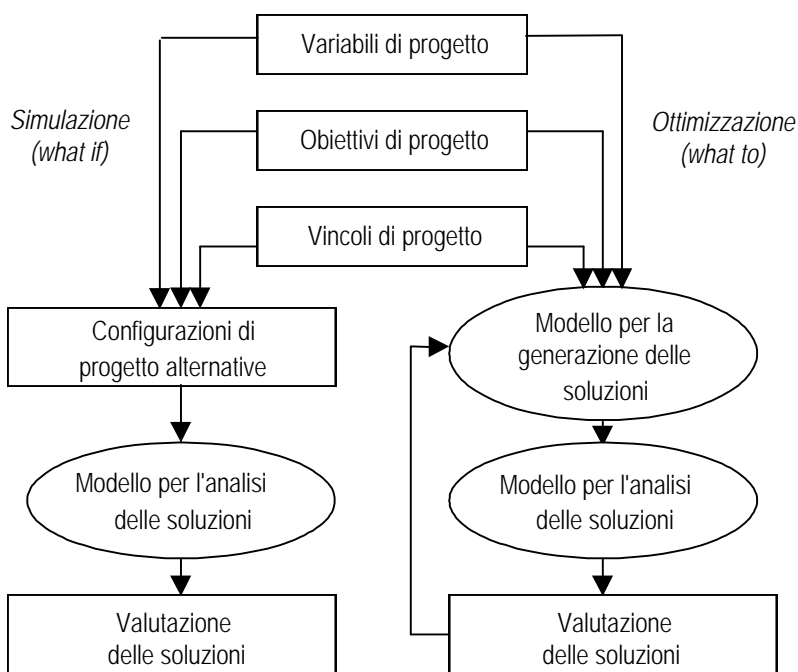 Variabili di progetto
Simulazione
(what if)
Obiettivi di progetto
Ottimizzazione
(what to)
Vincoli di progetto
Configurazioni di
progetto alternative
Modello per la
generazione delle
soluzioni
Modello per l'analisi
delle soluzioni
Modello per l'analisi
delle soluzioni
Valutazione
delle soluzioni
Valutazione
delle soluzioni